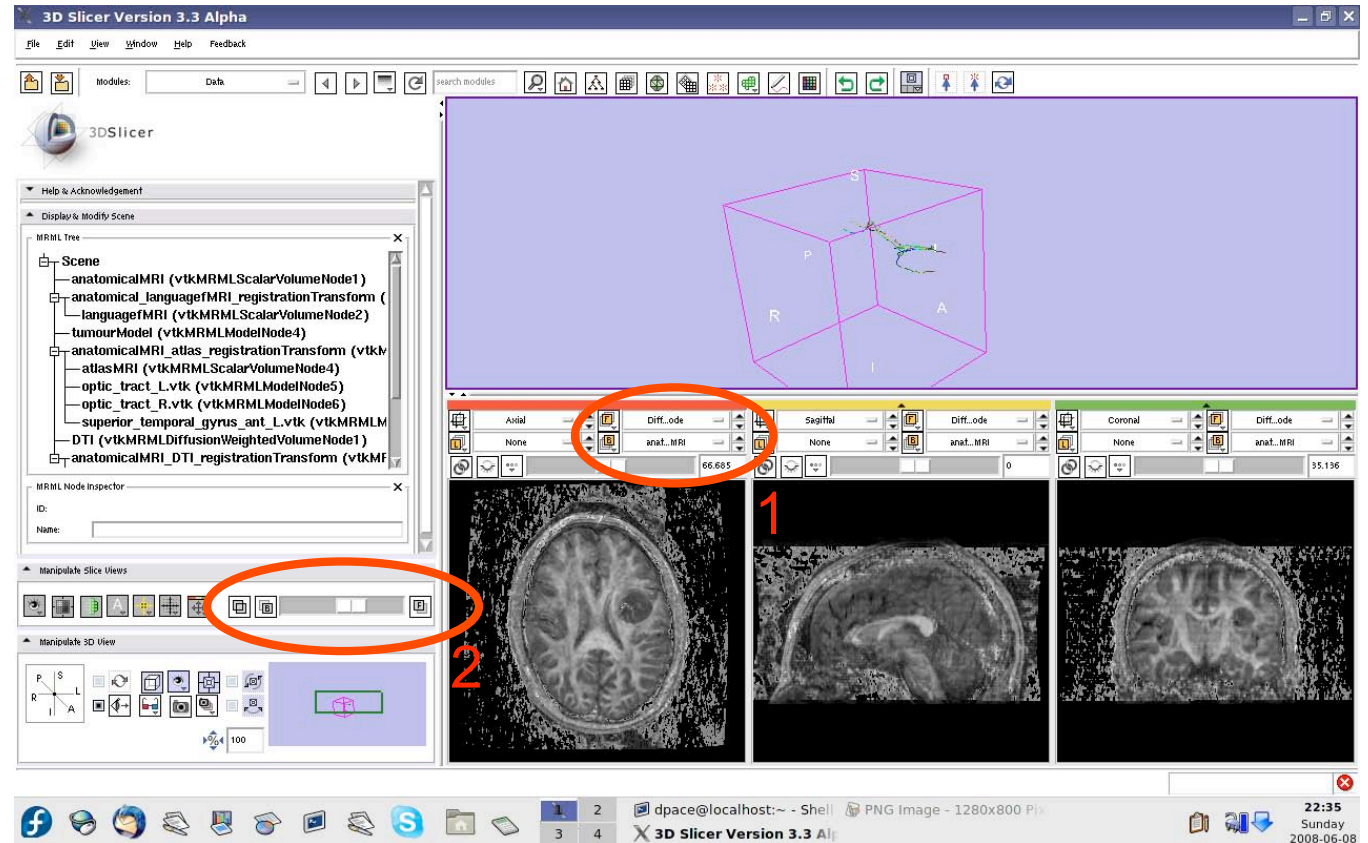 3D Slicer Version 3.3 Alpha
File Edit View Window Help Feedback
Modules: Data search modules
3DSlicer
Help & Acknowledgement
Display & Modify Scene
MRML Tree
Scene
anatomicalMRI (vtkMRMLScalarVolumeNode1)
anatomical_languagefMRI_registrationTransform (
languagefMRI (vtkMRMLScalarVolumeNode2)
tumourModel (vtkMRMLModelNode4)
anatomicalMRI_atlas_registrationTransform (vtkM
atlasMRI (vtkMRMLScalarVolumeNode4)
optic_tract_L.vtk (vtkMRMLModelNode5)
optic_tract_R.vtk (vtkMRMLModelNode6)
superior_temporal_gyrus_ant_L.vtk (vtkMRMLM
DTI (vtkMRMLDiffusionWeightedVolumeNode1)
anatomicalMRI_DTI_registrationTransform (vtkMF
MRML Node Inspector
ID:
Name:
Manipulate Slice Views
B F
2
Manipulate 3D View
P S
R L
I A
100
S
P
R A
I
Axial F Diff...ode Sagittal F Diff...ode Coronal F Diff...ode
L None B anat...MRI L None B anat...MRI L None B anat...MRI
66.685 0 35.136
1
1 2 dpace@localhost:~ - Shell PNG Image - 1280x800 Pix
3 4 3D Slicer Version 3.3 Alp
22:35
Sunday
2008-06-08